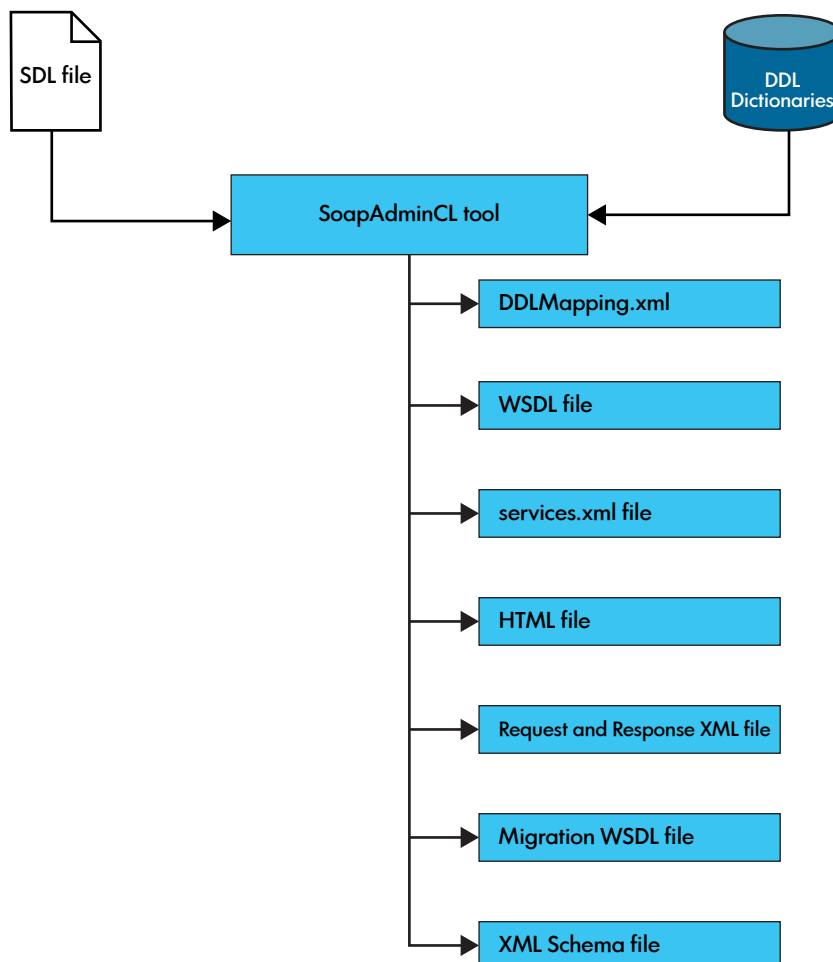 SDL file
DDL
Dictionaries
SoapAdminCL tool
DDLMapping.xml
WSDL file
services.xml file
HTML file
Request and Response XML file
Migration WSDL file
XML Schema file